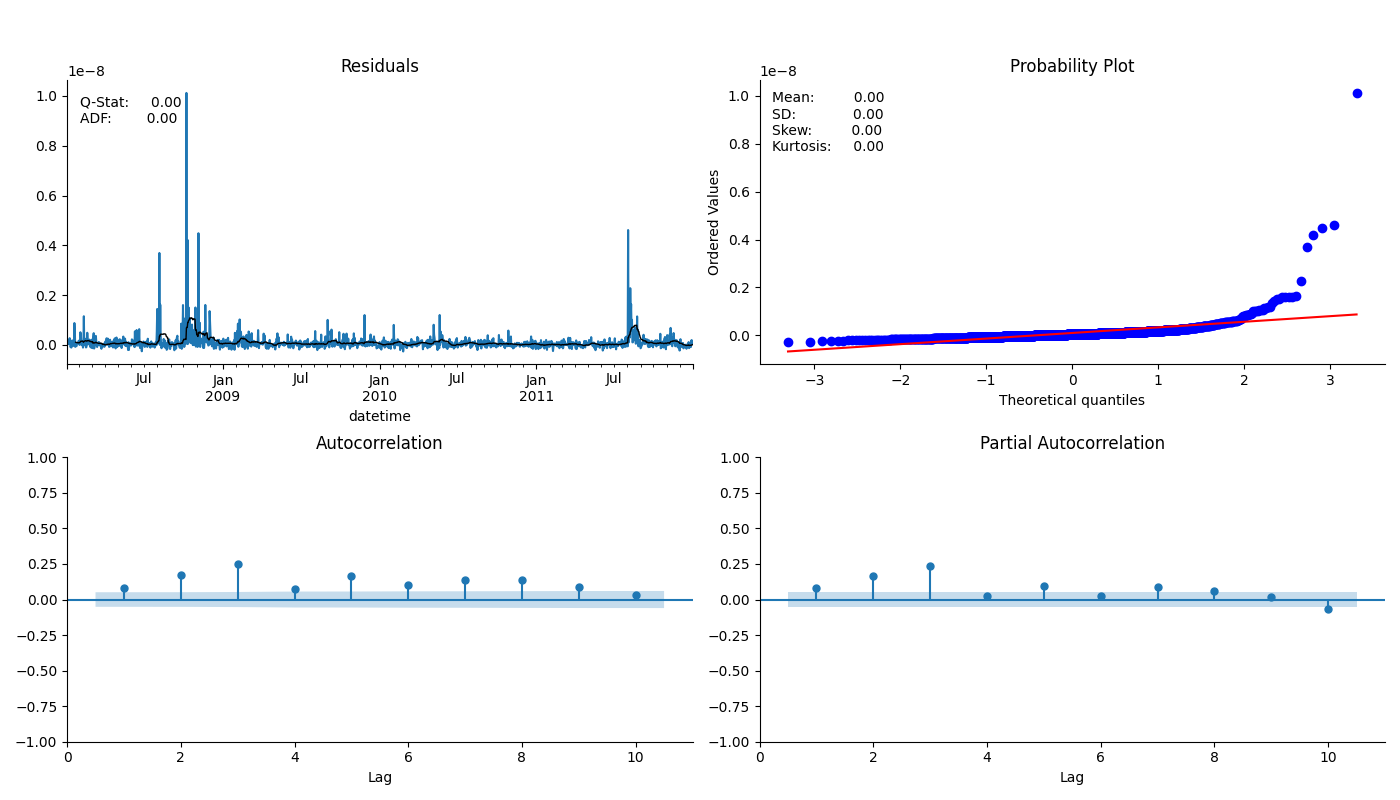 Residuals
1e−8
Q-Stat: 0.00
ADF: 0.00
1.0
0.8
0.6
0.4
0.2
0.0
Jul Jan Jul Jan Jul Jan Jul
2009 2010 2011
datetime
Probability Plot
1e−8
Mean: 0.00
SD: 0.00
Skew: 0.00
Kurtosis: 0.00
Ordered Values
1.0
0.8
0.6
0.4
0.2
0.0
−3 −2 −1 0 1 2 3
Theoretical quantiles
Autocorrelation
1.00
0.75
0.50
0.25
0.00
−0.25
−0.50
−0.75
−1.00
0 2 4 6 8 10
Lag
Partial Autocorrelation
1.00
0.75
0.50
0.25
0.00
−0.25
−0.50
−0.75
−1.00
0 2 4 6 8 10
Lag